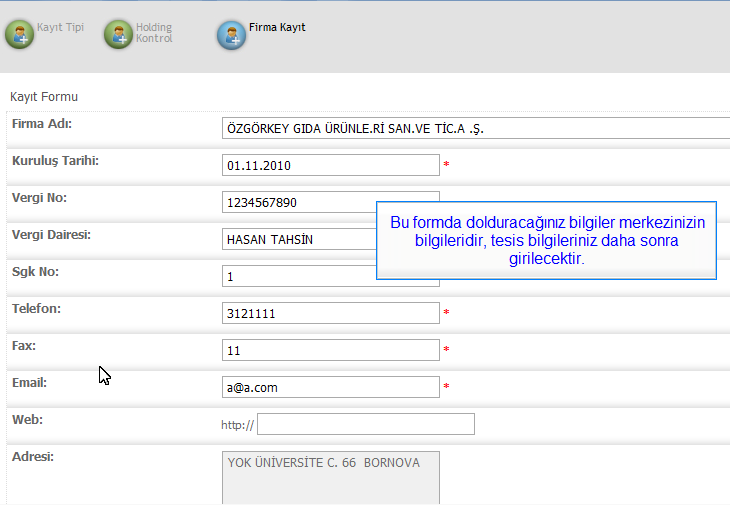 Kayıt Tipi
Holding
Kontrol
Firma Kayıt
Kayıt Formu
Firma Adı:
ÖZGÖRKEY GIDA ÜRÜNLE.Rİ SAN.VE TİC.A .Ş.
Kuruluş Tarihi:
01.11.2010 *
Vergi No:
1234567890
Bu formda dolduracağınız bilgiler merkezinizin
bilgileridir, tesis bilgileriniz daha sonra
girilecektir.
Vergi Dairesi:
HASAN TAHSİN
Sgk No:
1
Telefon:
3121111 *
Fax:
11 *
Email:
a@a.com *
Web:
http://
Adresi:
YOK ÜNİVERSİTE C. 66  BORNOVA